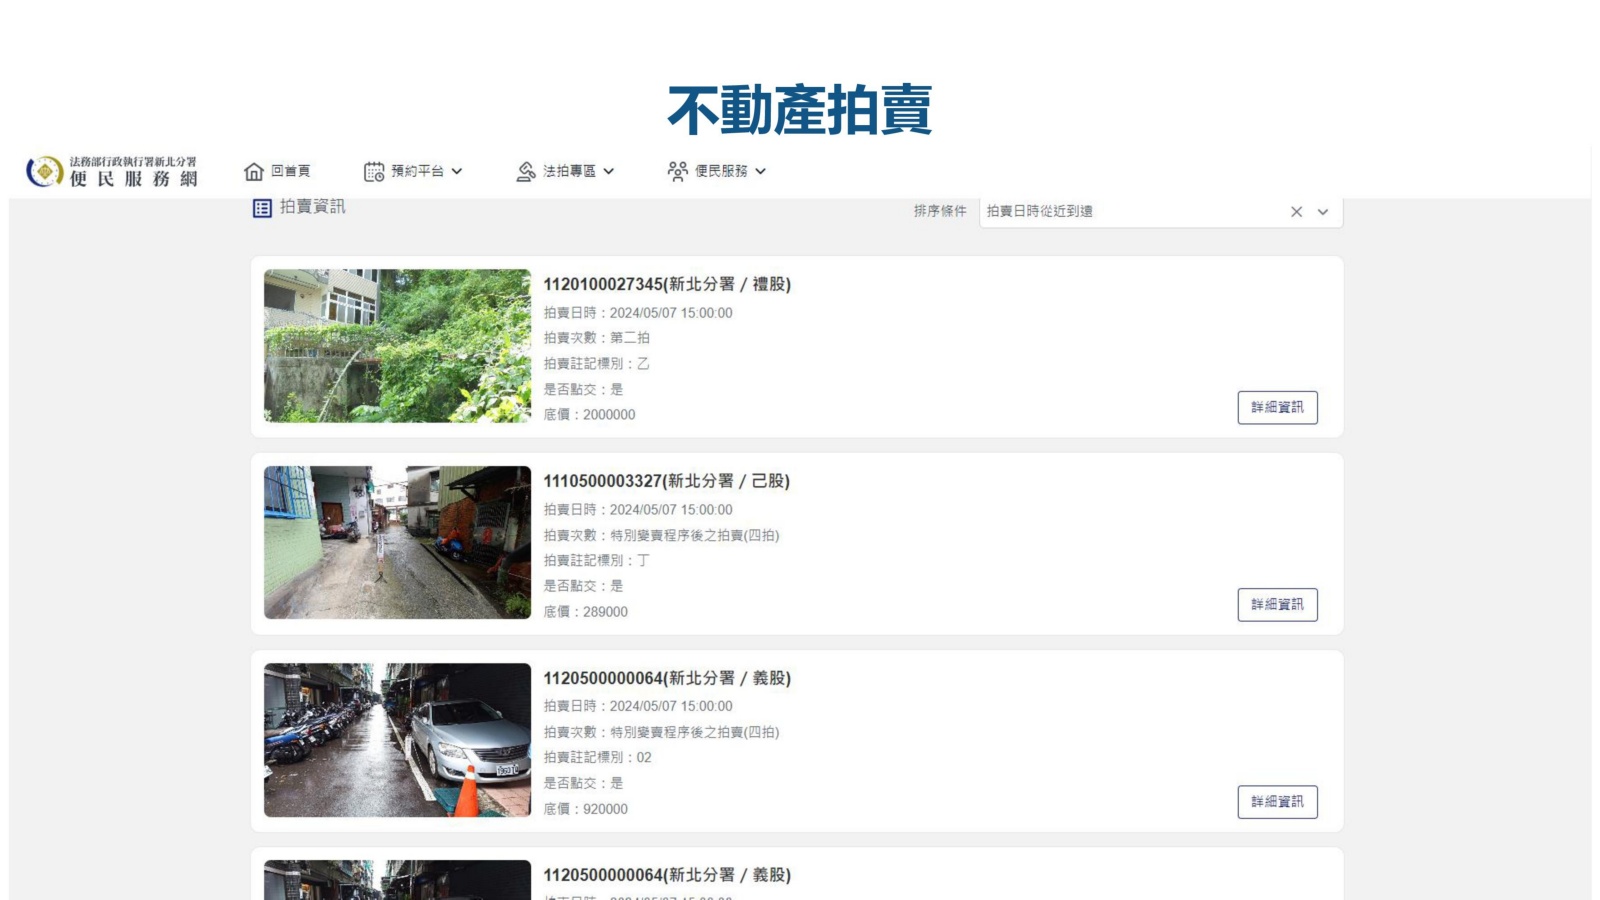 不動產拍賣
法務部行政執行署新北分署
便民服務網
回首頁
預約平台
法拍專區
便民服務
拍賣資訊
排序條件
拍賣日時從近到遠
1120100027345(新北分署 / 禮股)
拍賣日時：2024/05/07 15:00:00
拍賣次數：第二拍
拍賣註記標別：乙
是否點交：是
底價：2000000
詳細資訊
1110500003327(新北分署 / 己股)
拍賣日時：2024/05/07 15:00:00
拍賣次數：特別變賣程序後之拍賣(四拍)
拍賣註記標別：丁
是否點交：是
底價：289000
詳細資訊
1120500000064(新北分署 / 義股)
拍賣日時：2024/05/07 15:00:00
拍賣次數：特別變賣程序後之拍賣(四拍)
拍賣註記標別：02
是否點交：是
底價：920000
詳細資訊
1120500000064(新北分署 / 義股)